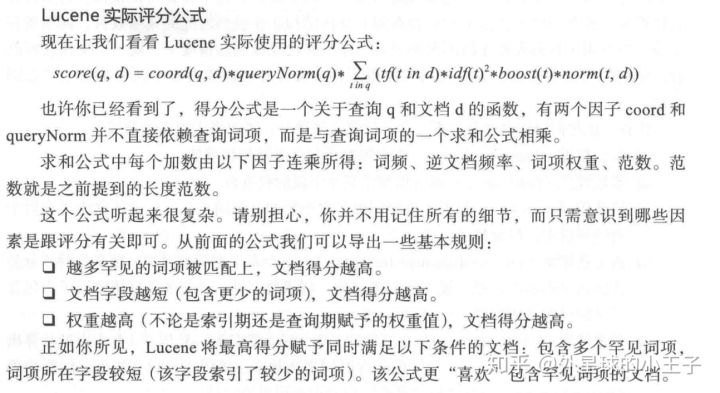 Lucene 实际评分公式
现在让我们看看 Lucene 实际使用的评分公式：
score(q, d) = coord(q, d)*queryNorm(q)* ∑ (tf(t in d)*idf(t)²*boost(t)*norm(t, d))
t in q
也许你已经看到了，得分公式是一个关于查询 q 和文档 d 的函数，有两个因子 coord 和
queryNorm 并不直接依赖查询词项，而是与查询词项的一个求和公式相乘。
求和公式中每个加数由以下因子连乘所得：词频、逆文档频率、词项权重、范数。范
数就是之前提到的长度范数。
这个公式听起来很复杂。请别担心，你并不用记住所有的细节，而只需意识到哪些因
素是跟评分有关即可。从前面的公式我们可以导出一些基本规则：
❑ 越多罕见的词项被匹配上，文档得分越高。
❑ 文档字段越短（包含更少的词项），文档得分越高。
❑ 权重越高（不论是索引期还是查询期赋予的权重值），文档得分越高。
正如你所见，Lucene 将最高得分赋予同时满足以下条件的文档：包含多个罕见词项，
词项所在字段较短（该字段索引了较少的词项）。该公式更“喜欢”包含罕见词项的文档。
知乎 @外星球的小王子